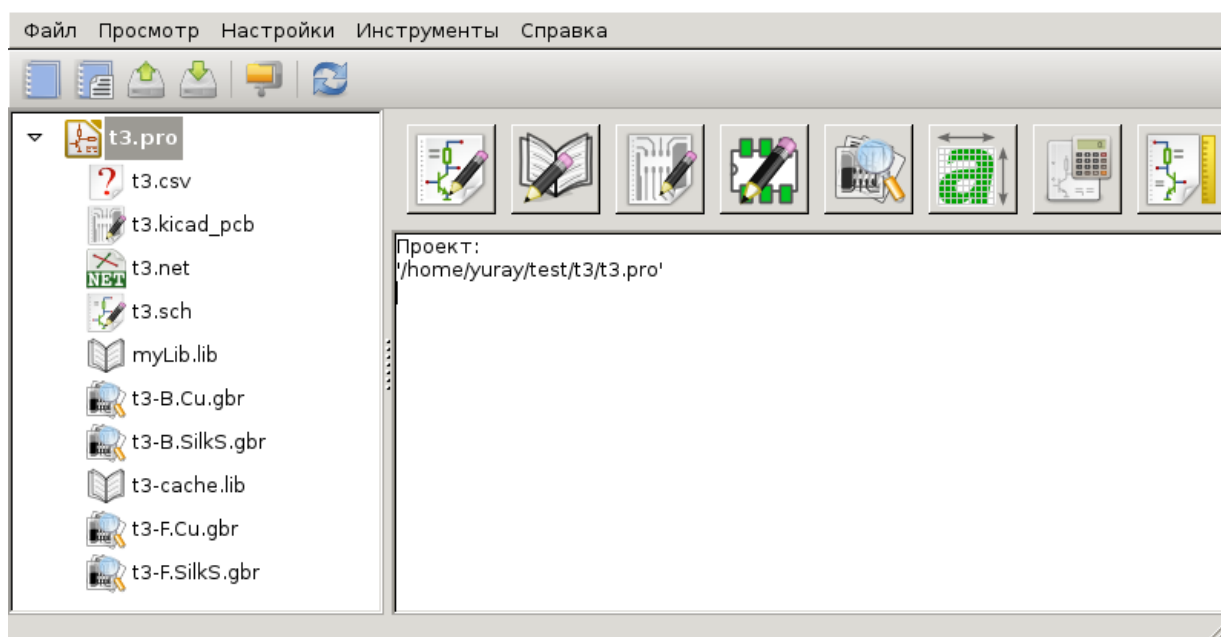 Файл Просмотр Настройки Инструменты Справка
t3.pro
t3.csv
t3.kicad_pcb
NET t3.net
t3.sch
myLib.lib
t3-B.Cu.gbr
t3-B.SilkS.gbr
t3-cache.lib
t3-F.Cu.gbr
t3-F.SilkS.gbr
a
Проект:
'/home/yuray/test/t3/t3.pro'